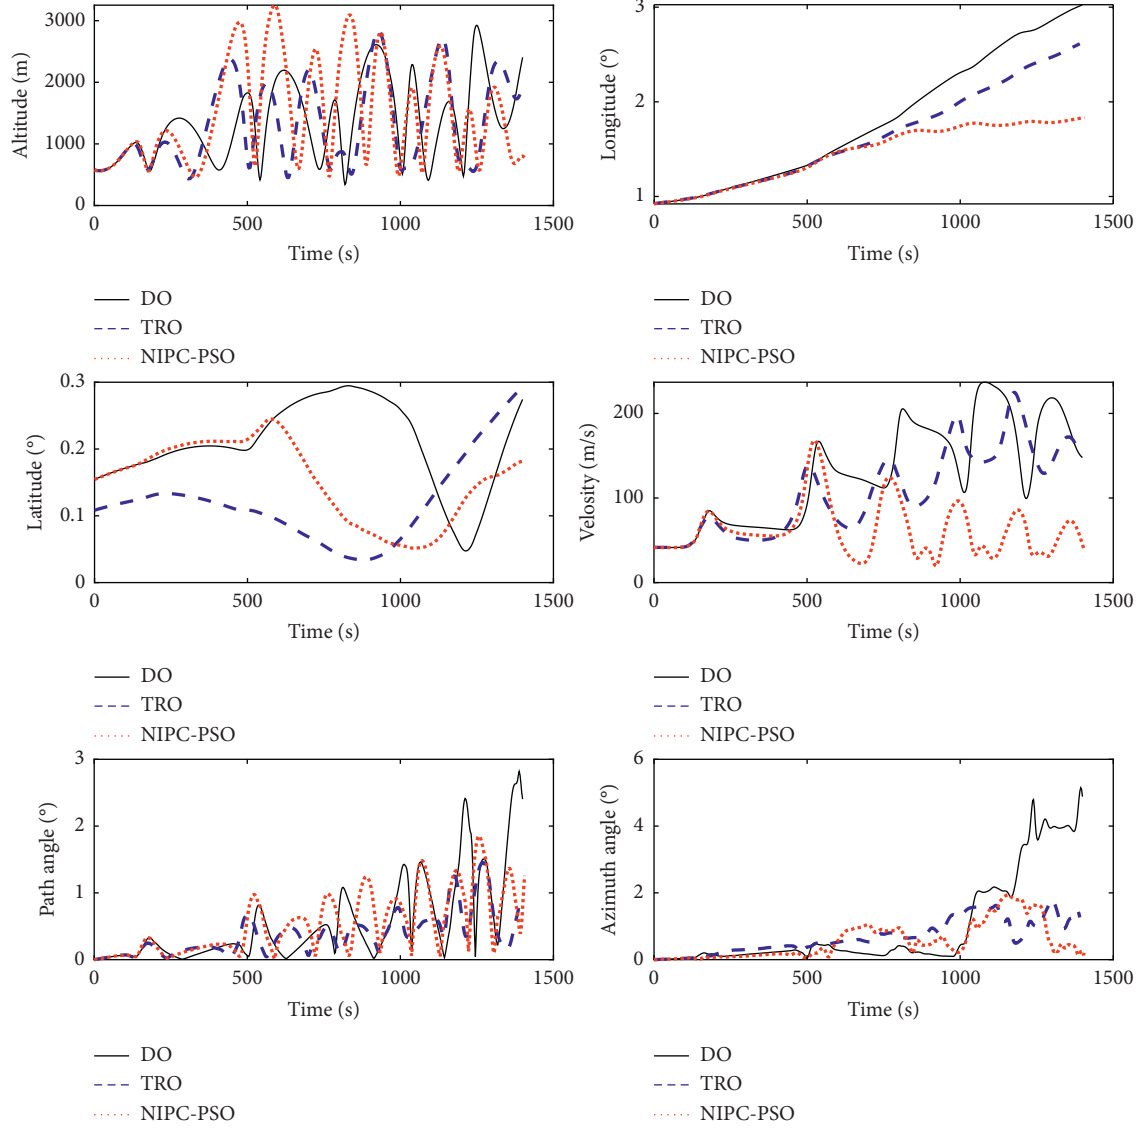 Altitude (m)
3000
2000
1000
0
0 500 1000 1500
Time (s)
DO
TRO
NIPC-PSO
Longitude (°)
3
2
1
0 500 1000 1500
Time (s)
DO
TRO
NIPC-PSO
Latitude (°)
0.3
0.2
0.1
0
0 500 1000 1500
Time (s)
DO
TRO
NIPC-PSO
Velosity (m/s)
200
100
0
0 500 1000 1500
Time (s)
DO
TRO
NIPC-PSO
Path angle (°)
3
2
1
0
0 500 1000 1500
Time (s)
DO
TRO
NIPC-PSO
Azimuth angle (°)
6
4
2
0
0 500 1000 1500
Time (s)
DO
TRO
NIPC-PSO